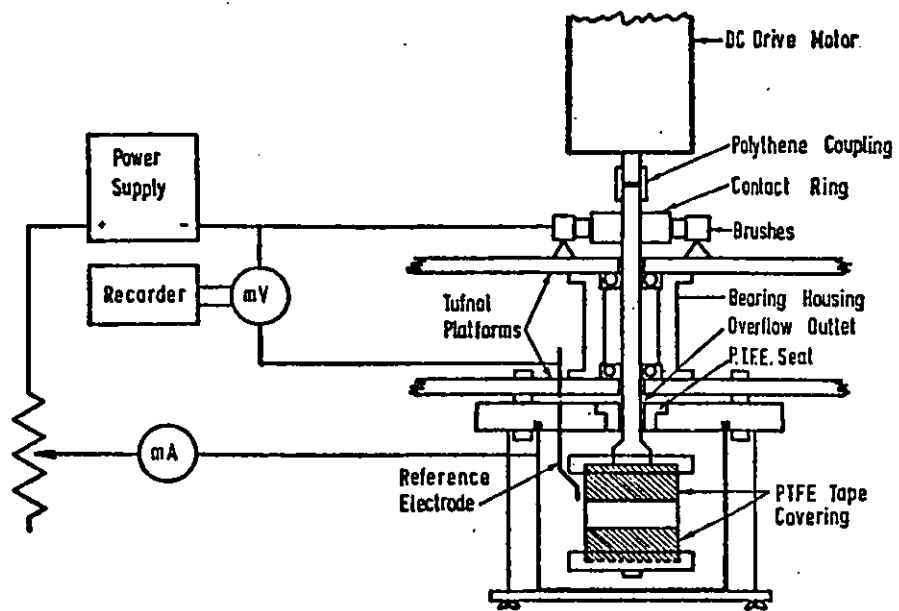 DC Drive Motor
Polythene Coupling
Contact Ring
Brushes
Power
Supply
+ -
Recorder
mV
Tufnol
Platforms
Bearing Housing
Overflow Outlet
P.T.F.E. Seat
mA
Reference
Electrode
PTFE Tape
Covering